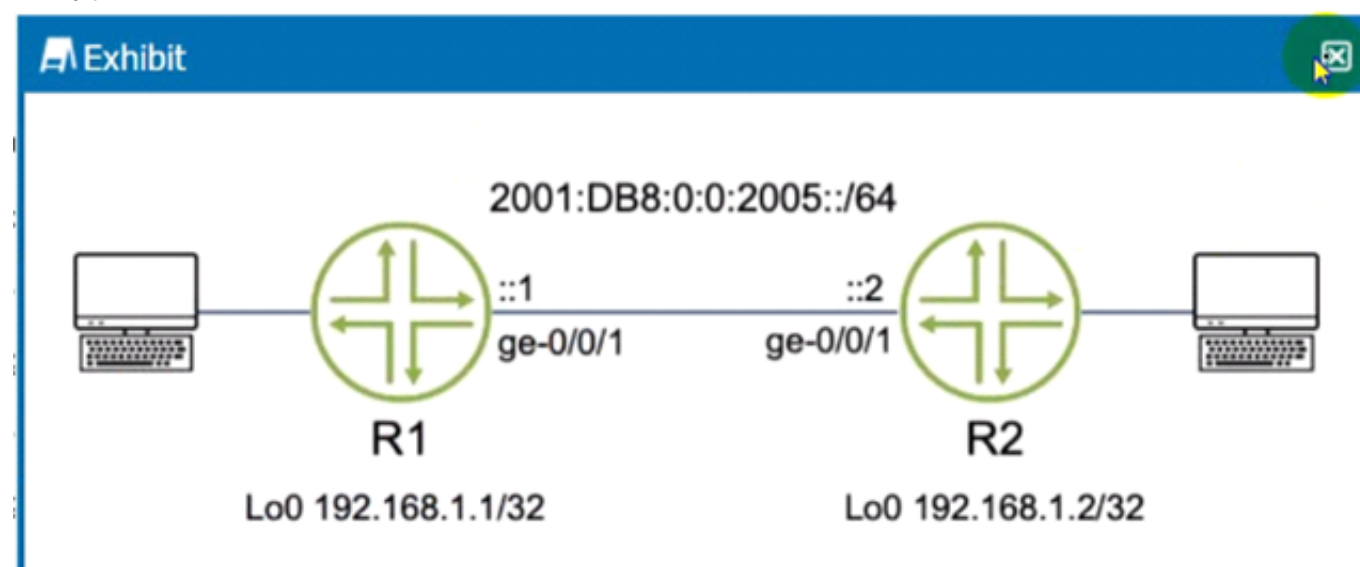 Exhibit
2001:DB8:0:0:2005::/64
::1
::2
ge-0/0/1
ge-0/0/1
R1
R2
Lo0 192.168.1.1/32
Lo0 192.168.1.2/32